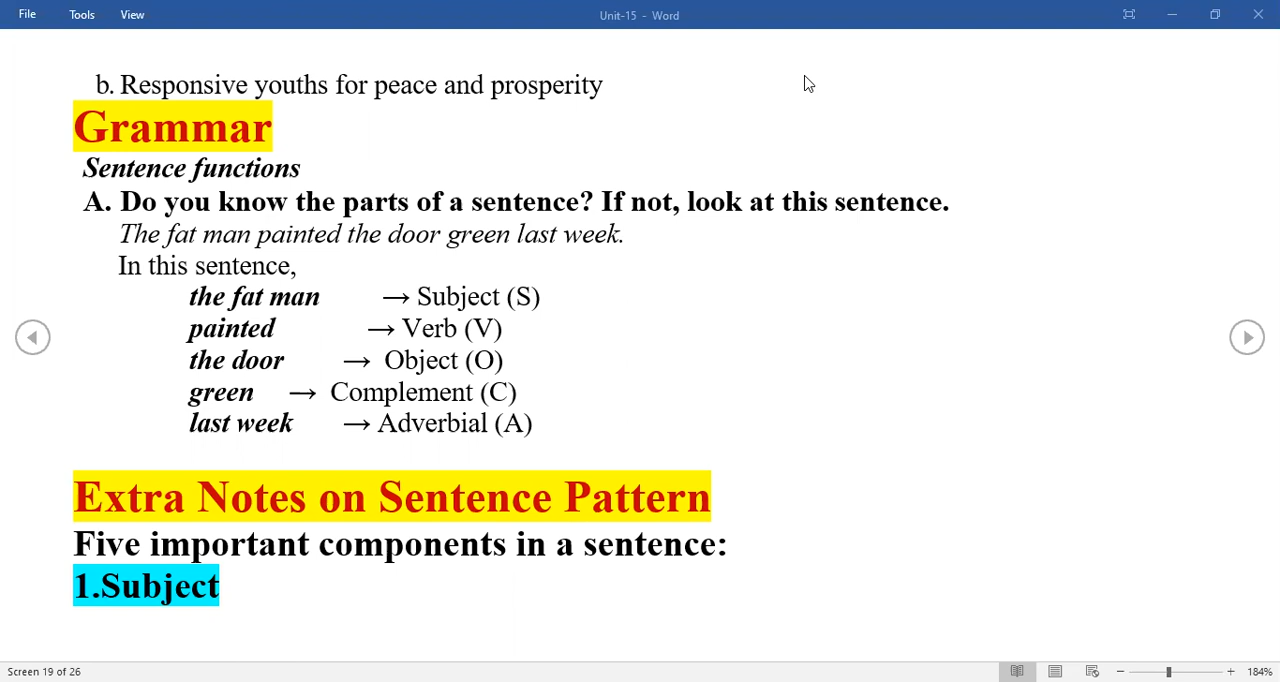 File Tools View Unit-15 - Word
b. Responsive youths for peace and prosperity
Grammar
Sentence functions
A. Do you know the parts of a sentence? If not, look at this sentence.
The fat man painted the door green last week.
In this sentence,
the fat man → Subject (S)
painted → Verb (V)
the door → Object (O)
green → Complement (C)
last week → Adverbial (A)
Extra Notes on Sentence Pattern
Five important components in a sentence:
1.Subject
Screen 19 of 26 184%